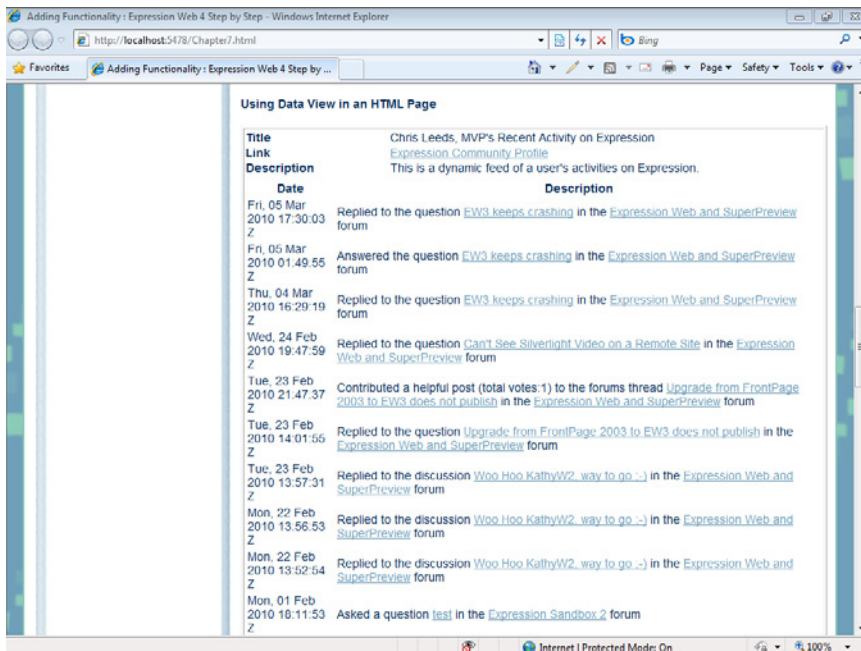 Adding Functionality : Expression Web 4 Step by Step - Windows Internet Explorer
http://localhost:5478/Chapter7.html
Bing
Favorites
Adding Functionality : Expression Web 4 Step by ...
Page
Safety
Tools
Using Data View in an HTML Page
Title Chris Leeds, MVP's Recent Activity on Expression
Link Expression Community Profile
Description This is a dynamic feed of a user's activities on Expression.
Date Description
Fri, 05 Mar
2010 17:30:03
Z
Replied to the question EW3 keeps crashing in the Expression Web and SuperPreview
forum
Fri, 05 Mar
2010 01:49:55
Z
Answered the question EW3 keeps crashing in the Expression Web and SuperPreview
forum
Thu, 04 Mar
2010 16:29:19
Z
Replied to the question EW3 keeps crashing in the Expression Web and SuperPreview
forum
Wed, 24 Feb
2010 19:47:59
Z
Replied to the question Can't See Silverlight Video on a Remote Site in the Expression
Web and SuperPreview forum
Tue, 23 Feb
2010 21:47:37
Z
Contributed a helpful post (total votes:1) to the forums thread Upgrade from FrontPage
2003 to EW3 does not publish in the Expression Web and SuperPreview forum
Tue, 23 Feb
2010 14:01:55
Z
Replied to the question Upgrade from FrontPage 2003 to EW3 does not publish in the
Expression Web and SuperPreview forum
Tue, 23 Feb
2010 13:57:31
Z
Replied to the discussion Woo Hoo KathyW2, way to go :-) in the Expression Web and
SuperPreview forum
Mon, 22 Feb
2010 13:56:53
Z
Replied to the discussion Woo Hoo KathyW2, way to go :-) in the Expression Web and
SuperPreview forum
Mon, 22 Feb
2010 13:52:54
Z
Replied to the discussion Woo Hoo KathyW2, way to go :-) in the Expression Web and
SuperPreview forum
Mon, 01 Feb
2010 18:11:53
Z
Asked a question test in the Expression Sandbox 2 forum
Internet | Protected Mode: On
100%